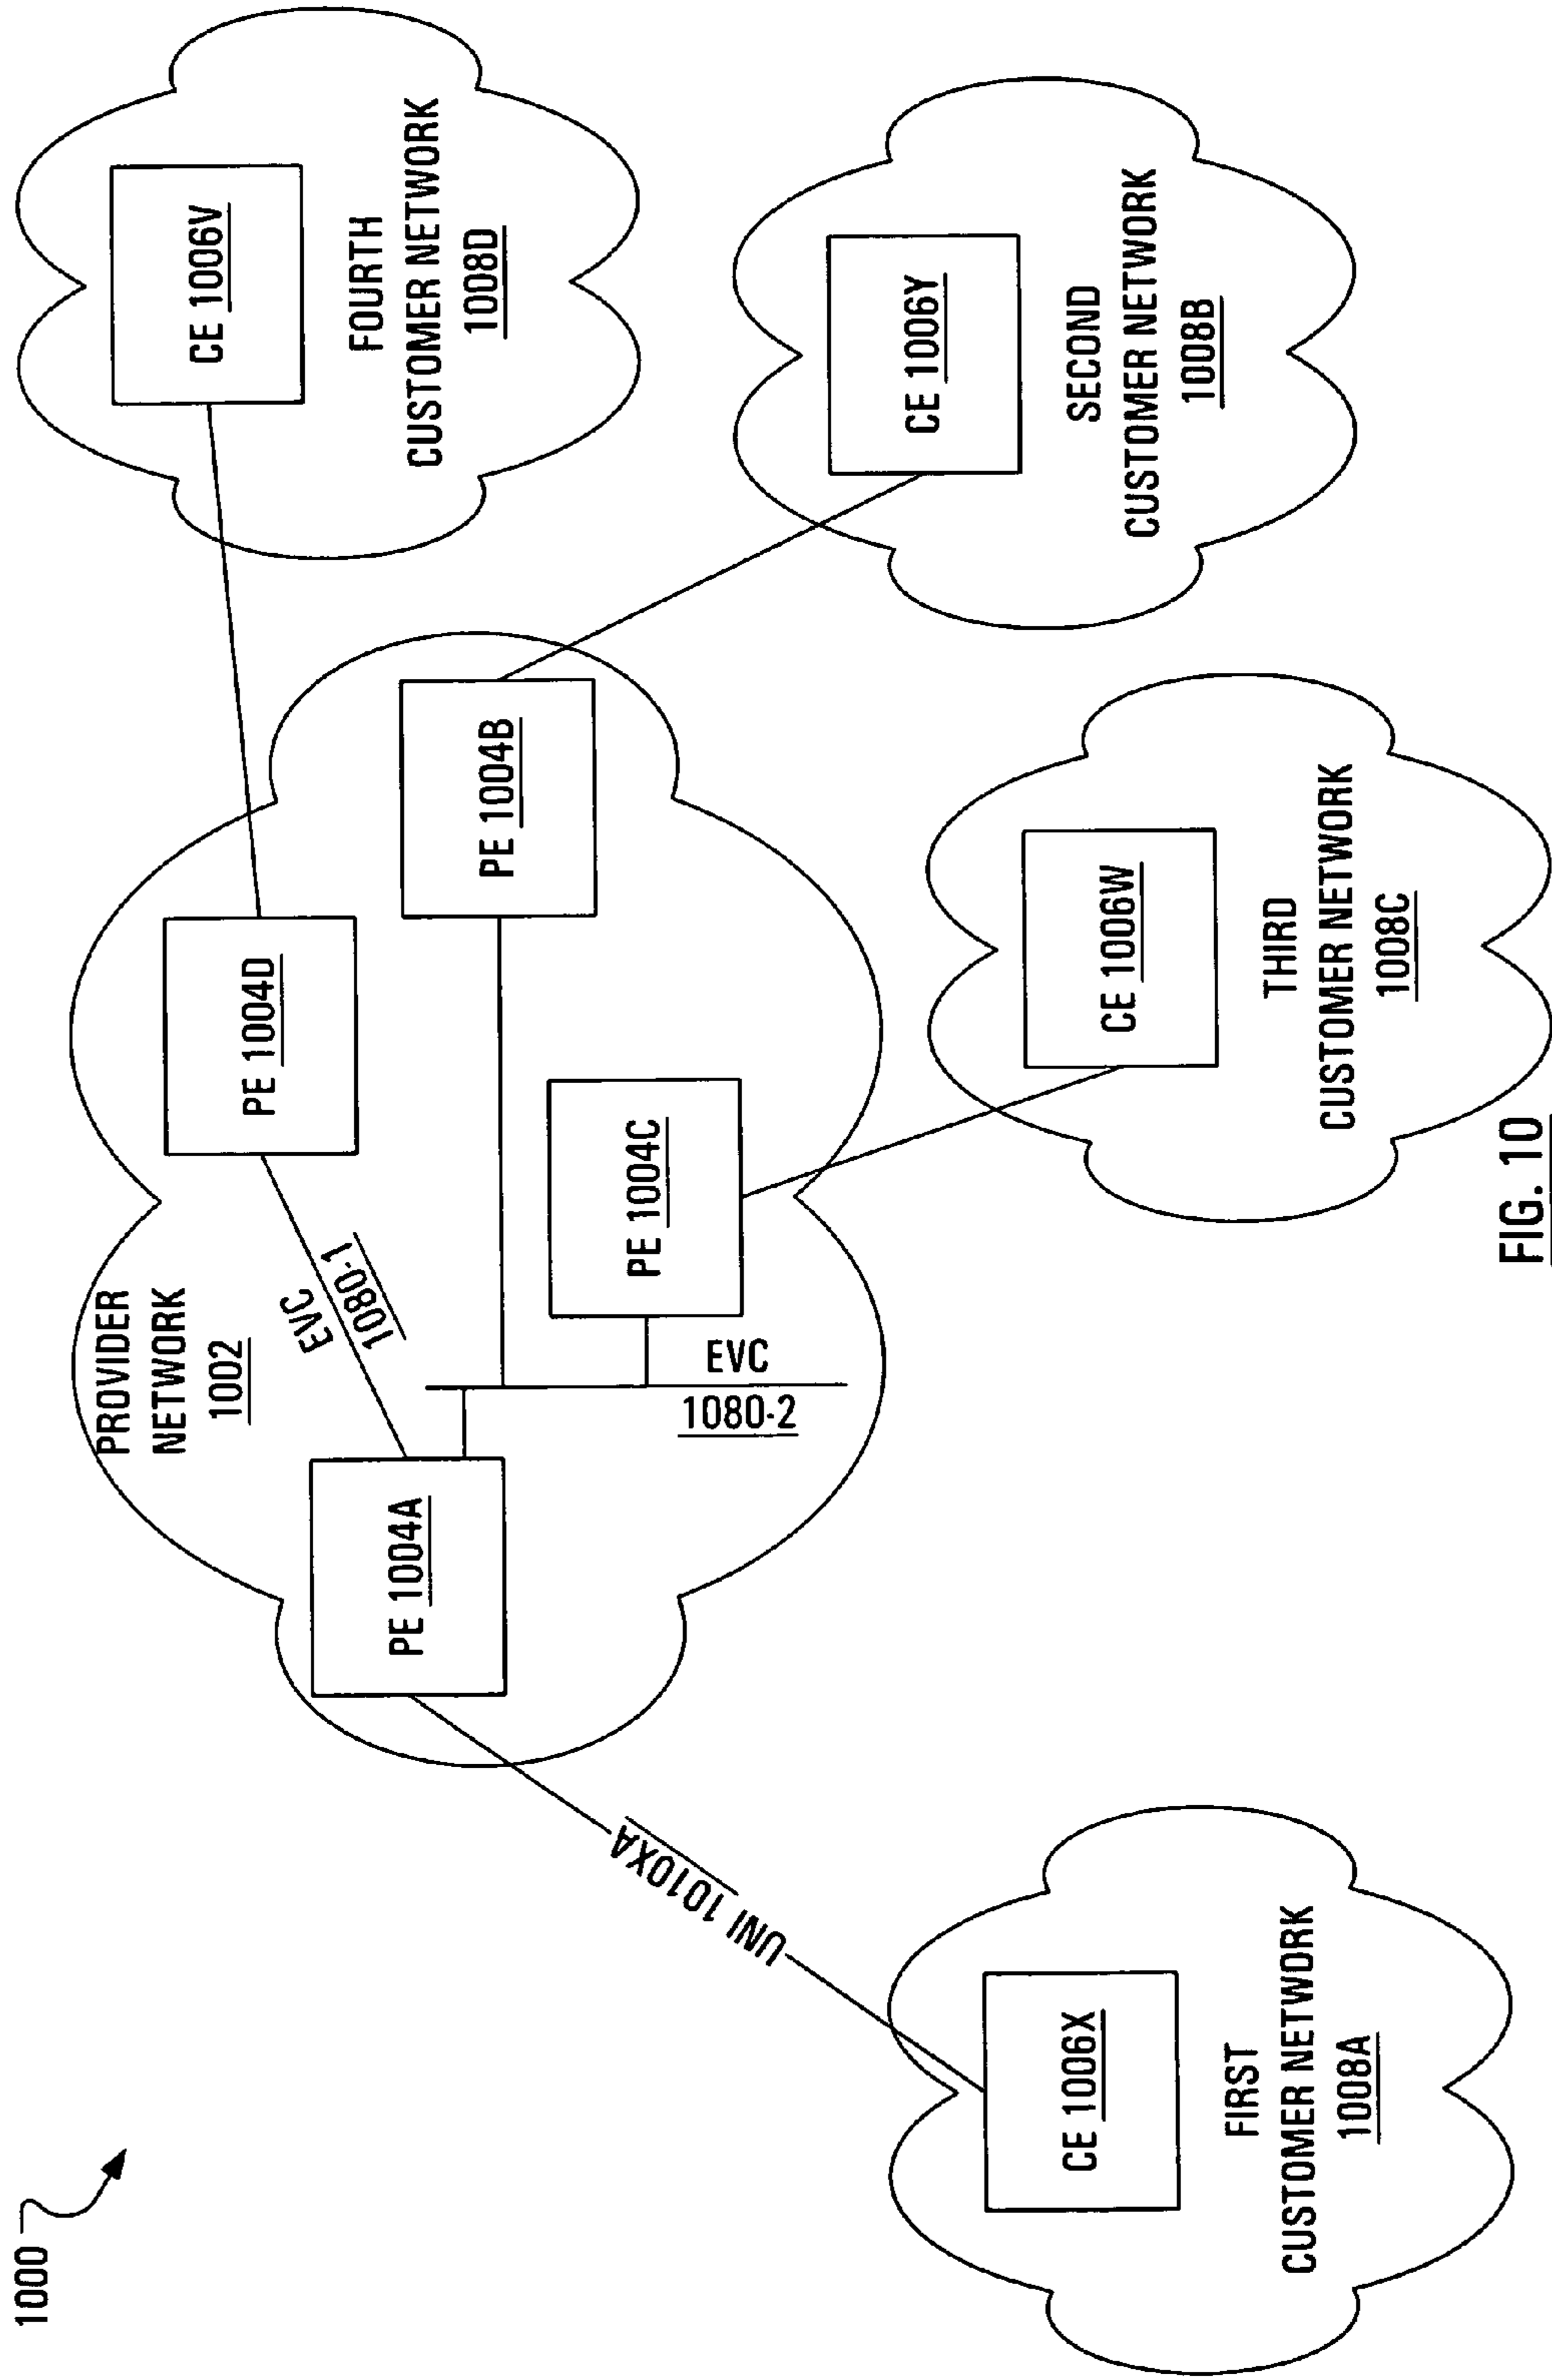 1000
PROVIDER
NETWORK
1002
PE 1004A
EVC
1080-1
PE 1004D
PE 1004B
PE 1004C
EVC
1080-2
UNI 1010XA
CE 1006X
FIRST
CUSTOMER NETWORK
1008A
CE 1006V
FOURTH
CUSTOMER NETWORK
1008D
CE 1006Y
SECOND
CUSTOMER NETWORK
1008B
CE 1006W
THIRD
CUSTOMER NETWORK
1008C
FIG. 10